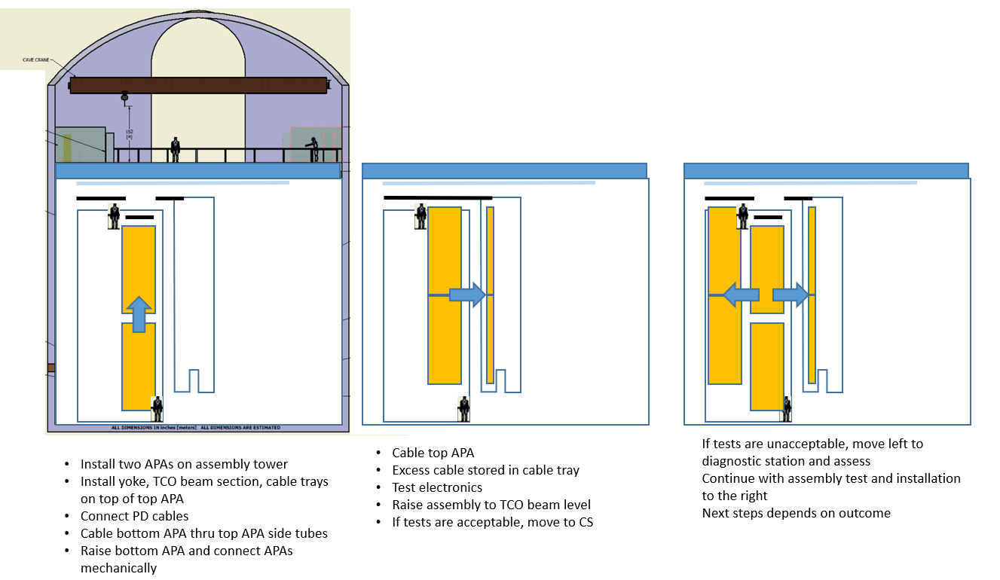 CAVE CRANE
152
[4]
ALL DIMENSIONS IN inches [meters] ALL DIMENSIONS ARE ESTIMATED
• Install two APAs on assembly tower
• Install yoke, TCO beam section, cable trays
on top of top APA
• Connect PD cables
• Cable bottom APA thru top APA side tubes
• Raise bottom APA and connect APAs
mechanically
• Cable top APA
• Excess cable stored in cable tray
• Test electronics
• Raise assembly to TCO beam level
• If tests are acceptable, move to CS
If tests are unacceptable, move left to
diagnostic station and assess
Continue with assembly test and installation
to the right
Next steps depends on outcome